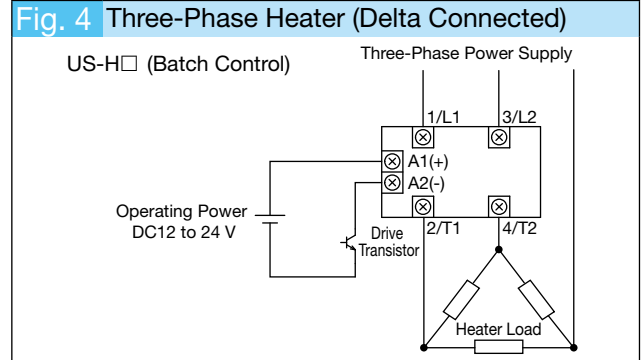 Fig. 4 Three-Phase Heater (Delta Connected)
US-H□ (Batch Control)
Three-Phase Power Supply
1/L1
3/L2
A1(+)
A2(-)
Operating Power
DC12 to 24 V
Drive
Transistor
2/T1
4/T2
Heater Load